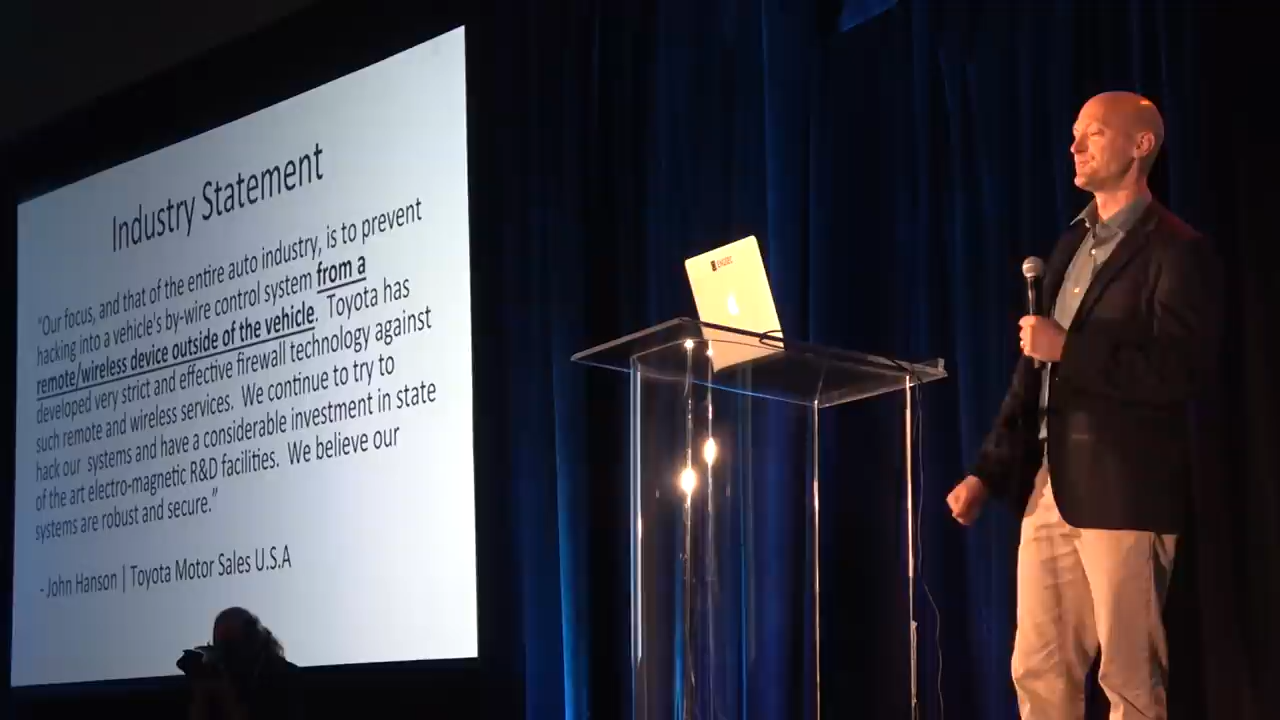 Industry Statement
"Our focus, and that of the entire auto industry, is to prevent
hacking into a vehicle's by-wire control system from a
remote/wireless device outside of the vehicle. Toyota has
developed very strict and effective firewall technology against
such remote and wireless services. We continue to try to
hack our systems and have a considerable investment in state
of the art electro-magnetic R&D facilities. We believe our
systems are robust and secure."
- John Hanson | Toyota Motor Sales U.S.A